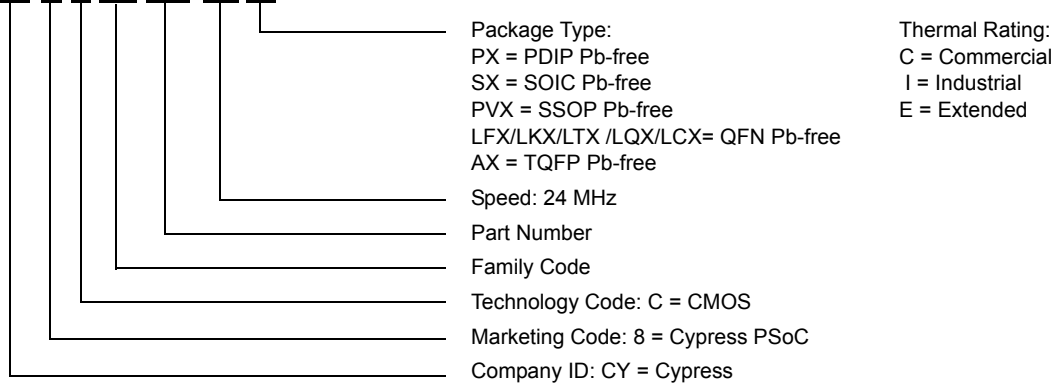 Package Type:
PX = PDIP Pb-free
SX = SOIC Pb-free
PVX = SSOP Pb-free
LFX/LKX/LTX /LQX/LCX= QFN Pb-free
AX = TQFP Pb-free
Thermal Rating:
C = Commercial
I = Industrial
E = Extended
Speed: 24 MHz
Part Number
Family Code
Technology Code: C = CMOS
Marketing Code: 8 = Cypress PSoC
Company ID: CY = Cypress